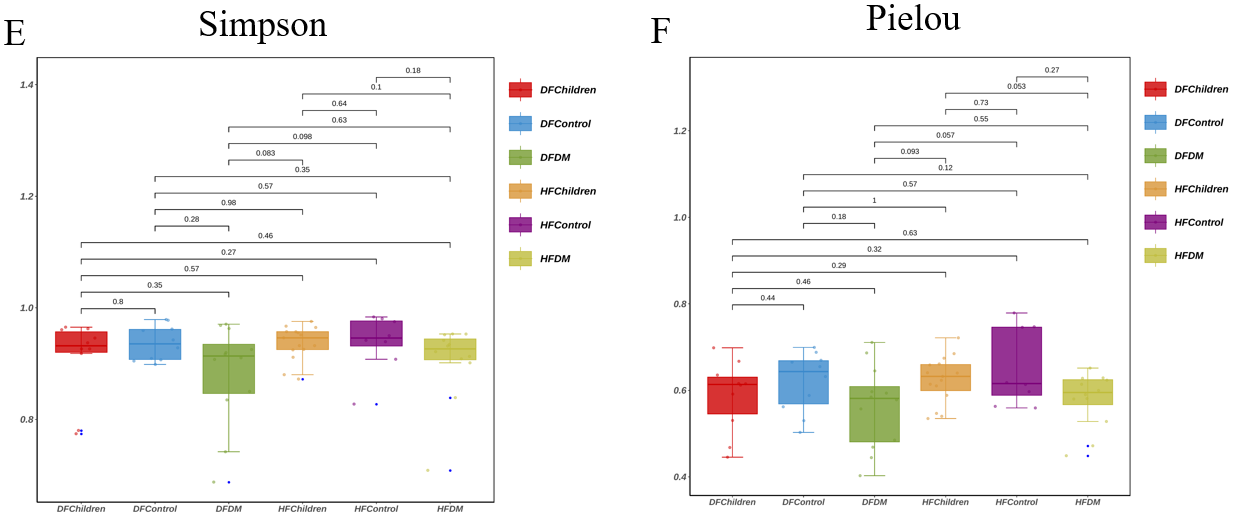 E
Simpson
1.4
1.2
1.0
0.8
0.18
0.1
0.64
0.63
0.098
0.083
0.35
0.57
0.98
0.28
0.46
0.27
0.57
0.35
0.8
DFChildren
DFControl
DFDM
HFChildren
HFControl
HFDM
DFChildren
DFControl
DFDM
HFChildren
HFControl
HFDM
F
Pielou
1.2
1.0
0.8
0.6
0.4
0.27
0.053
0.73
0.55
0.057
0.093
0.12
0.57
1
0.18
0.63
0.32
0.29
0.46
0.44
DFChildren
DFControl
DFDM
HFChildren
HFControl
HFDM
DFChildren
DFControl
DFDM
HFChildren
HFControl
HFDM